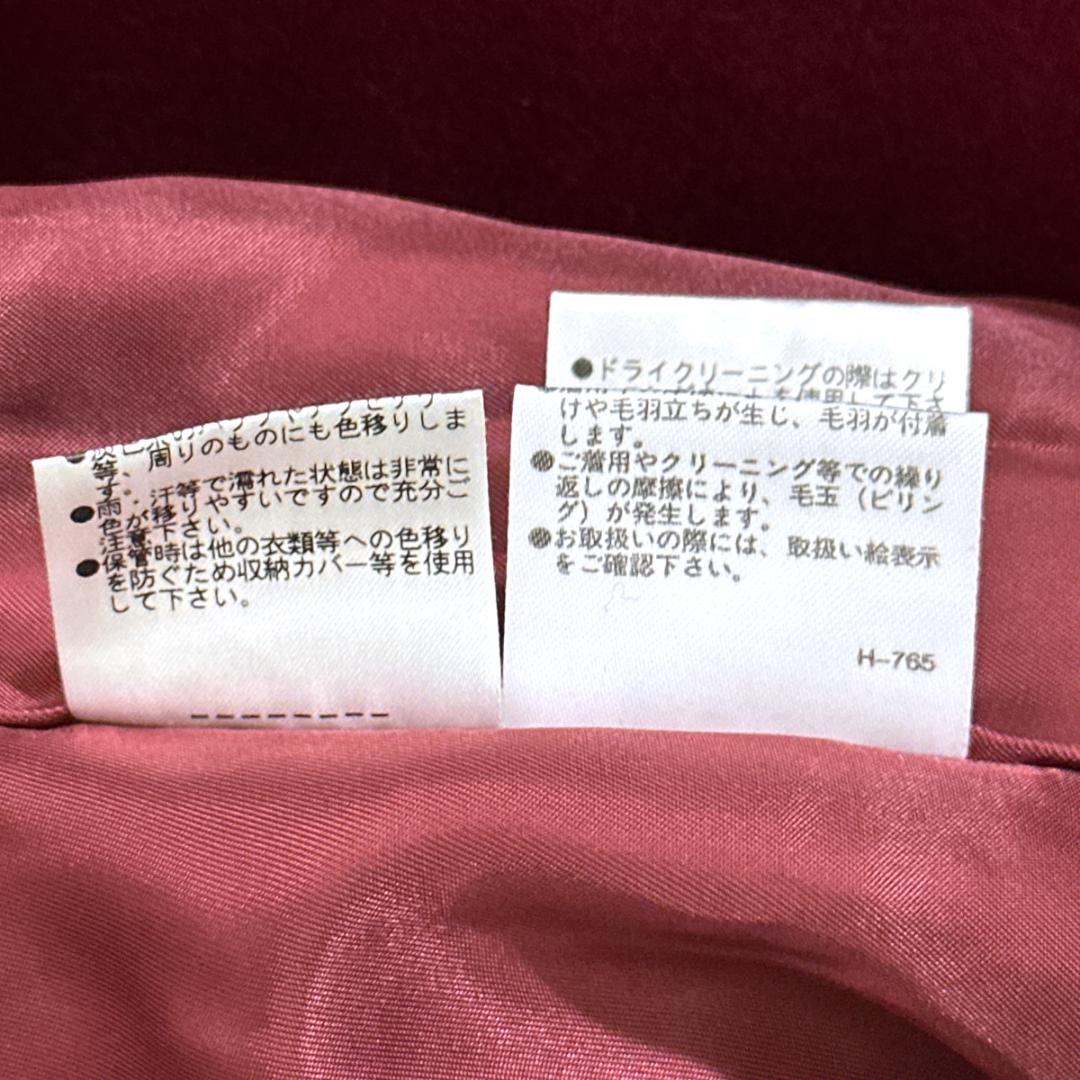 周りのものにも色移りしま
す。
●雨、汗等で濡れた状態は非常に
色が移りやすいですので充分ご
注意下さい。
●保管時は他の衣類等への色移り
を防ぐため収納カバー等を使用
して下さい。
●ドライクリーニングの際はクリ
を使用して下さ
けや毛羽立ちが生じ、毛羽が付着
します。
●ご着用やクリーニング等での繰り
返しの摩擦により、毛玉（ピリン
グ）が発生します。
●お取扱いの際には、取扱い絵表示
をご確認下さい。
H-765